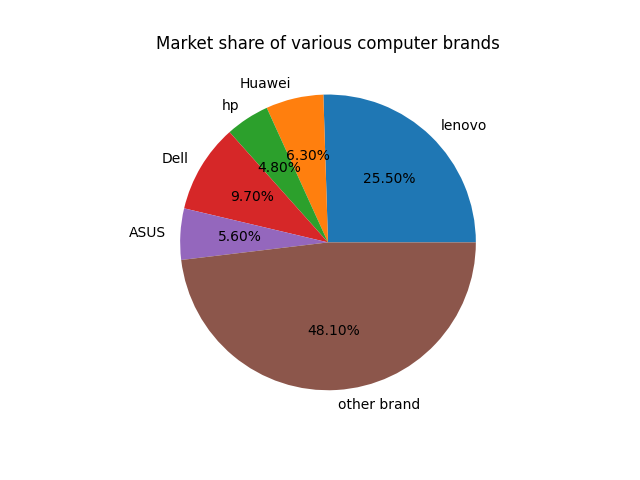 Market share of various computer brands
Huawei
hp
lenovo
Dell
6.30%
4.80%
25.50%
9.70%
ASUS
5.60%
48.10%
other brand